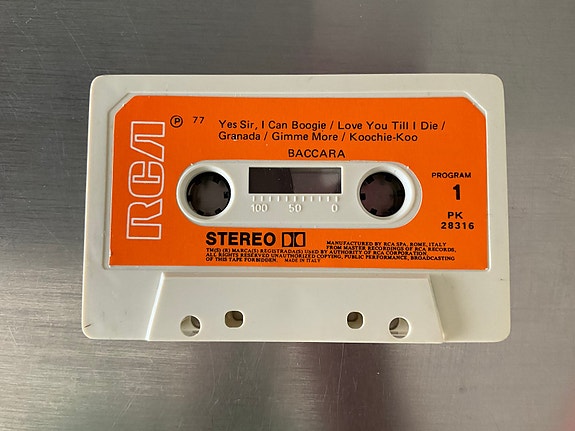 RCA
℗ 77 Yes Sir, I Can Boogie / Love You Till I Die /
Granada / Gimme More / Koochie-Koo
BACCARA
PROGRAM
1
100 50 0
PK
28316
STEREO
MANUFACTURED BY RCA SPA. ROME, ITALY
FROM MASTER RECORDINGS OF RCA RECORDS,
TM(S) (R) MARCA(S) REGISTRADA(S) USED BY AUTHORITY OF RCA CORPORATION
ALL RIGHTS RESERVED UNAUTHORIZED COPYING, PUBLIC PERFORMANCE, BROADCASTING
OF THIS TAPE FORBIDDEN. MADE IN ITALY